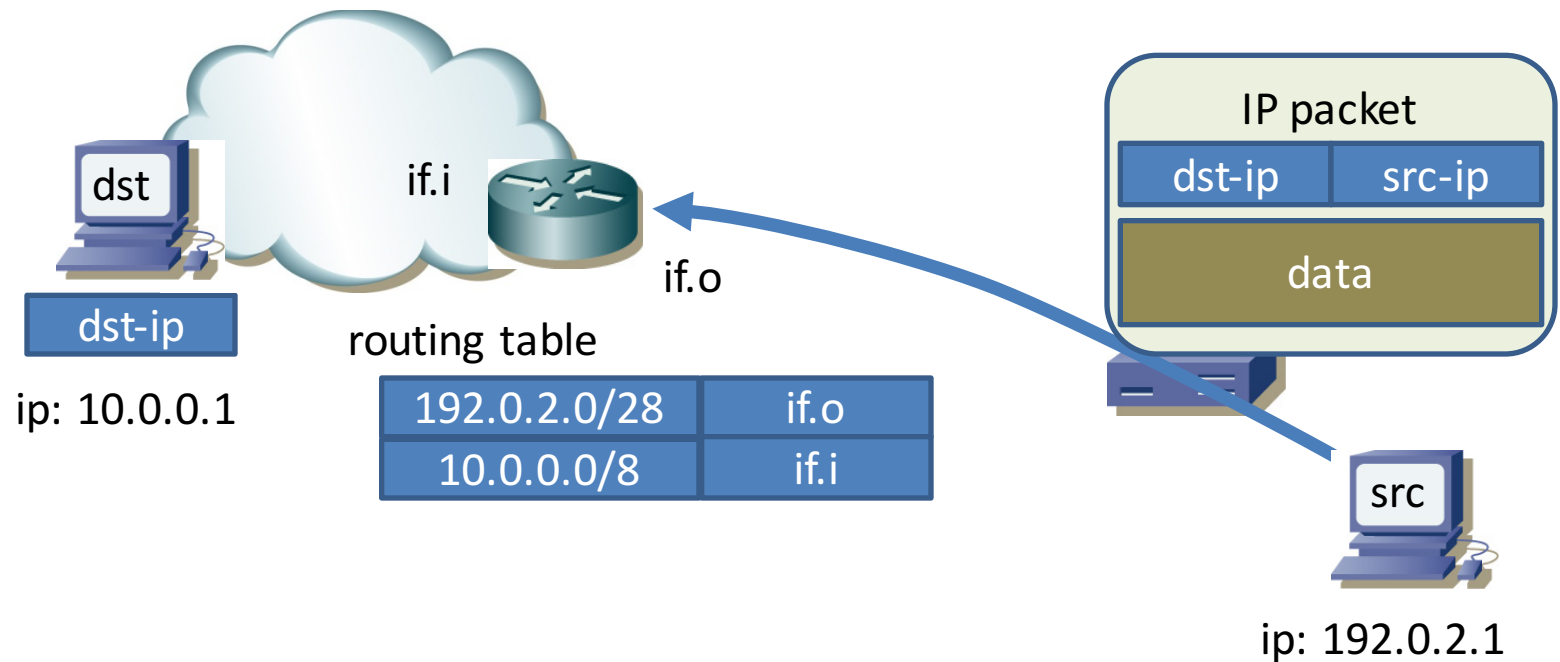 IP packet
dst-ip src-ip
data
dst
if.i
if.o
dst-ip
ip: 10.0.0.1
routing table
192.0.2.0/28 if.o
10.0.0.0/8 if.i
src
ip: 192.0.2.1